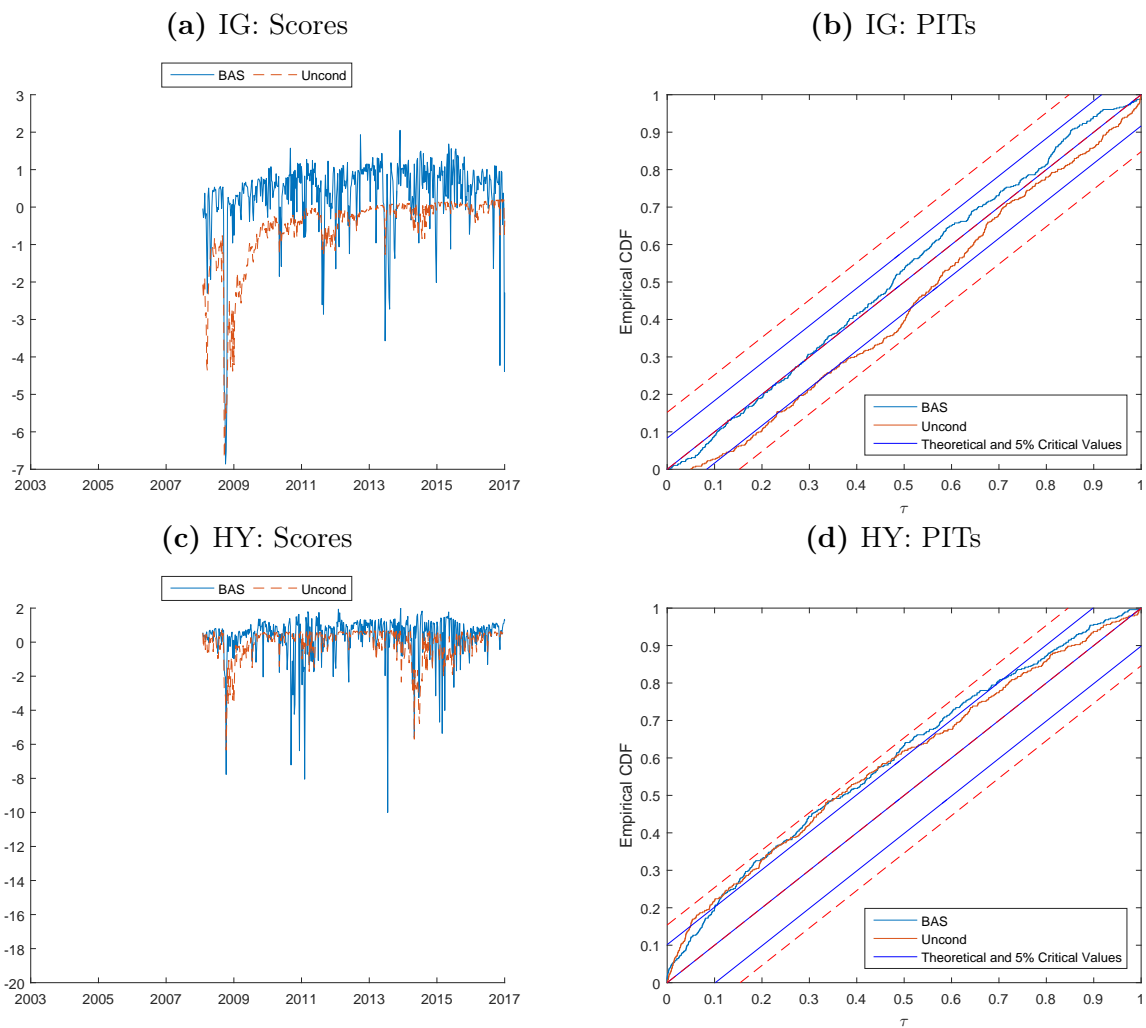 (a) IG: Scores
BAS Uncond
3
2
1
0
-1
-2
-3
-4
-5
-6
-7
2003 2005 2007 2009 2011 2013 2015 2017
(b) IG: PITs
1
0.9
0.8
0.7
0.6
0.5
0.4
0.3
0.2
0.1
0
Empirical CDF
BAS
Uncond
Theoretical and 5% Critical Values
0 0.1 0.2 0.3 0.4 0.5 0.6 0.7 0.8 0.9 1
τ
(c) HY: Scores
BAS Uncond
2
0
-2
-4
-6
-8
-10
-12
-14
-16
-18
-20
2003 2005 2007 2009 2011 2013 2015 2017
(d) HY: PITs
1
0.9
0.8
0.7
0.6
0.5
0.4
0.3
0.2
0.1
0
Empirical CDF
BAS
Uncond
Theoretical and 5% Critical Values
0 0.1 0.2 0.3 0.4 0.5 0.6 0.7 0.8 0.9 1
τ